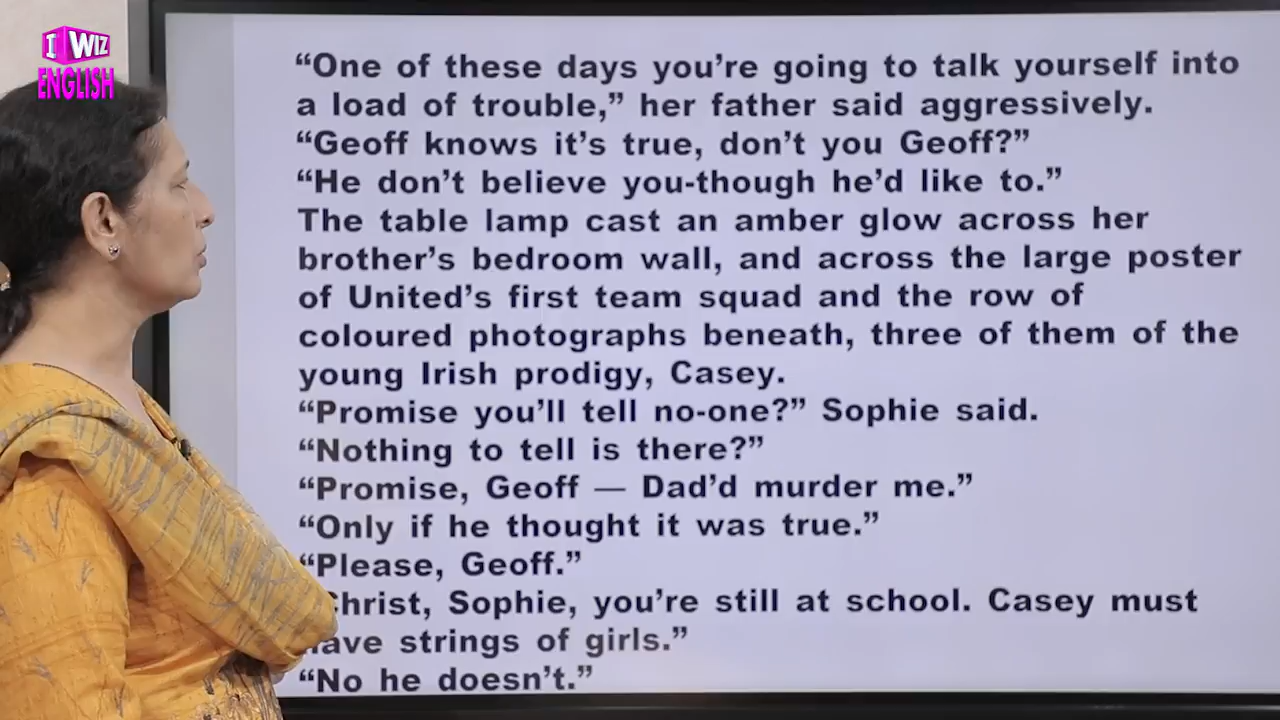 I WIZ
ENGLISH
“One of these days you’re going to talk yourself into
a load of trouble,” her father said aggressively.
“Geoff knows it’s true, don’t you Geoff?”
“He don’t believe you-though he’d like to.”
The table lamp cast an amber glow across her
brother’s bedroom wall, and across the large poster
of United’s first team squad and the row of
coloured photographs beneath, three of them of the
young Irish prodigy, Casey.
“Promise you’ll tell no-one?” Sophie said.
“Nothing to tell is there?”
“Promise, Geoff — Dad’d murder me.”
“Only if he thought it was true.”
“Please, Geoff.”
Christ, Sophie, you’re still at school. Casey must
have strings of girls.”
“No he doesn’t.”